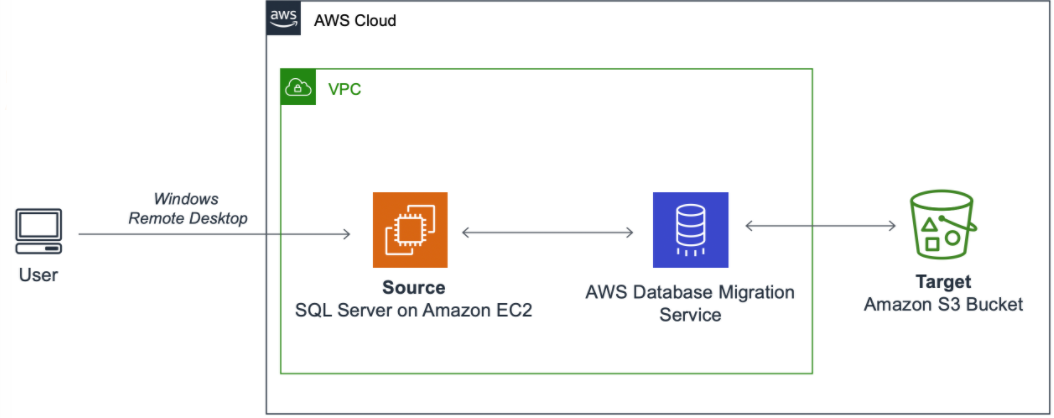 aws
AWS Cloud
VPC
Windows
Remote Desktop
User
Source
SQL Server on Amazon EC2
AWS Database Migration
Service
Target
Amazon S3 Bucket